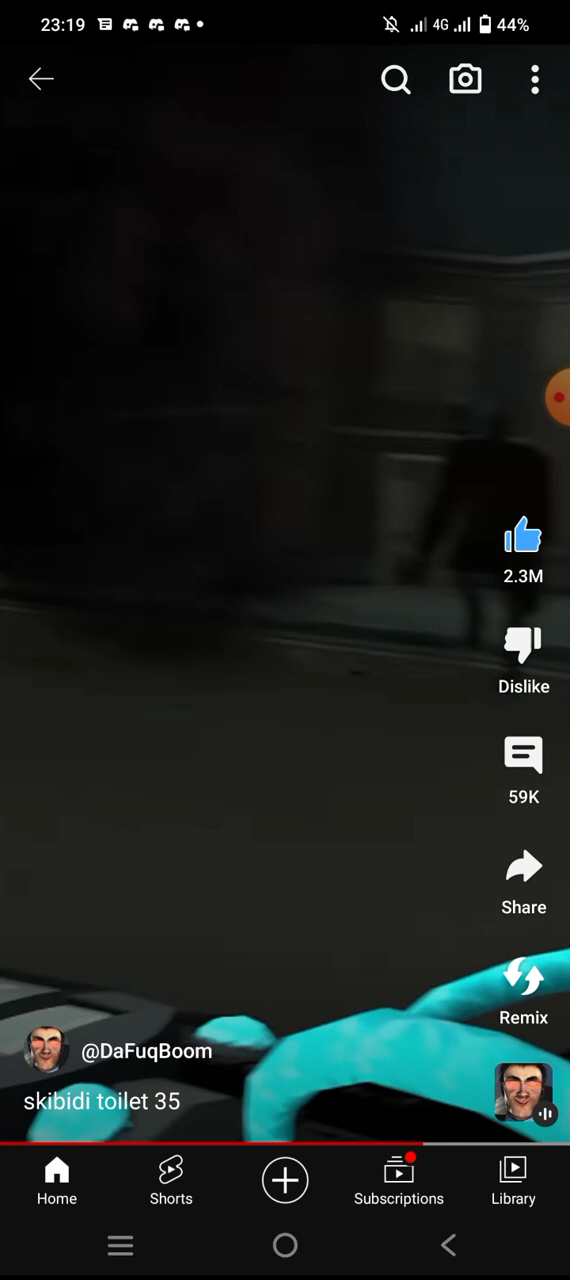 23:19
4G
44%
2.3M
Dislike
59K
Share
Remix
@DaFuqBoom
skibidi toilet 35
Home
Shorts
Subscriptions
Library